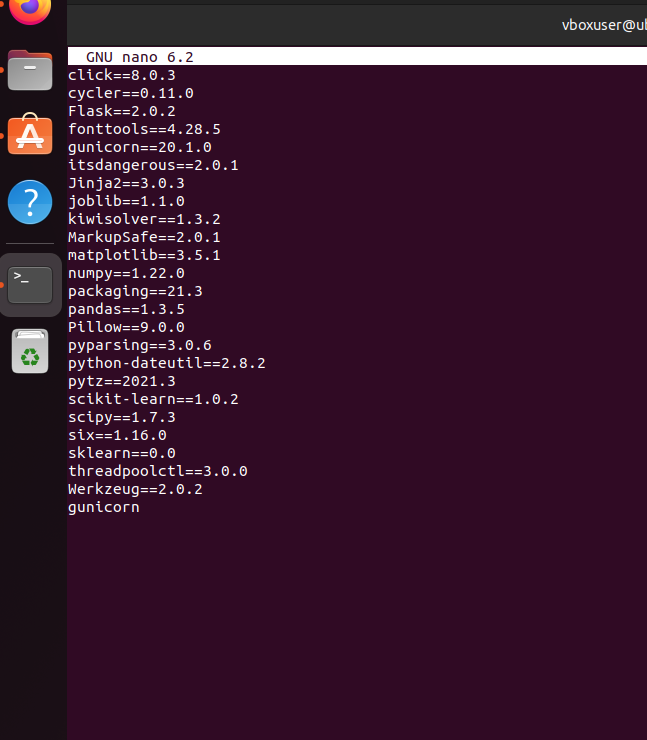 vboxuser@ub
GNU nano 6.2
click==8.0.3
cycler==0.11.0
Flask==2.0.2
fonttools==4.28.5
gunicorn==20.1.0
itsdangerous==2.0.1
Jinja2==3.0.3
joblib==1.1.0
kiwisolver==1.3.2
MarkupSafe==2.0.1
matplotlib==3.5.1
numpy==1.22.0
packaging==21.3
pandas==1.3.5
Pillow==9.0.0
pyparsing==3.0.6
python-dateutil==2.8.2
pytz==2021.3
scikit-learn==1.0.2
scipy==1.7.3
six==1.16.0
sklearn==0.0
threadpoolctl==3.0.0
Werkzeug==2.0.2
gunicorn